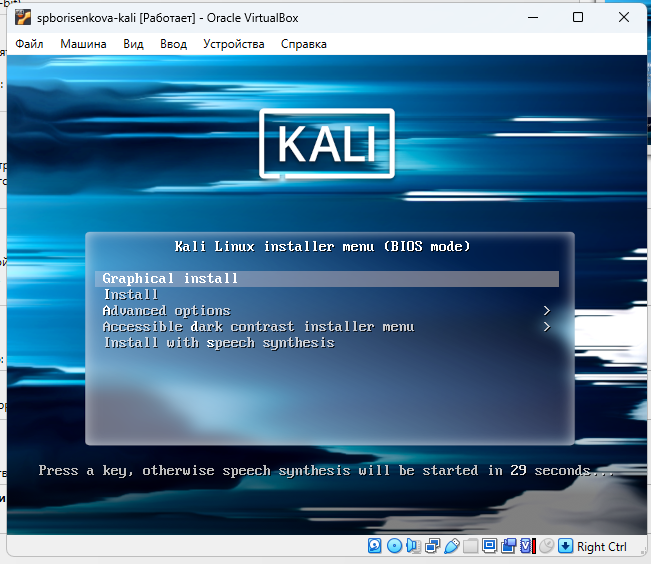 spborisenkova-kali [Работает] - Oracle VirtualBox
Файл Машина Вид Ввод Устройства Справка
KALI
Kali Linux installer menu (BIOS mode)
Graphical install
Install
Advanced options >
Accessible dark contrast installer menu >
Install with speech synthesis
Press a key, otherwise speech synthesis will be started in 29 seconds...
Right Ctrl